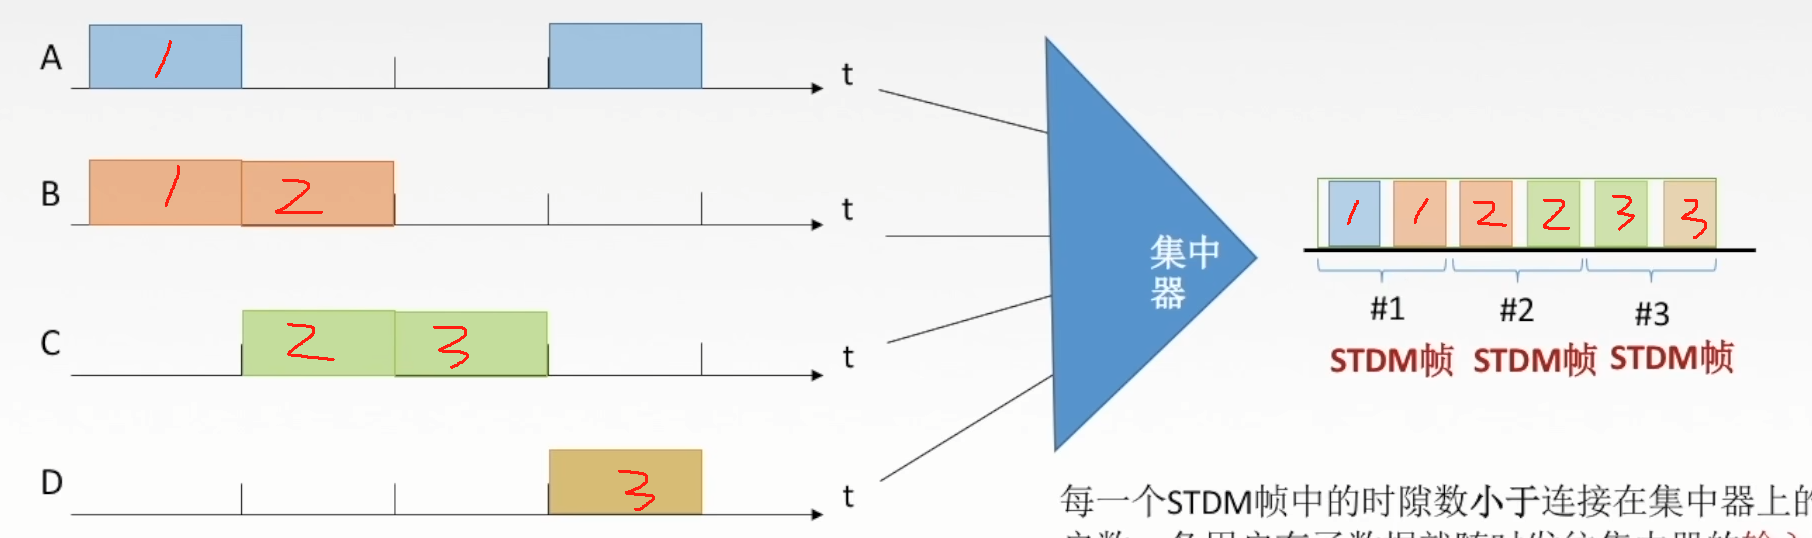 A 1 t
B 1 2 t
C 2 3 t
D 3 t
集中
器
1 1 2 2 3 3
#1 #2 #3
STDM帧 STDM帧 STDM帧
每一个STDM帧中的时隙数小于连接在集中器上的